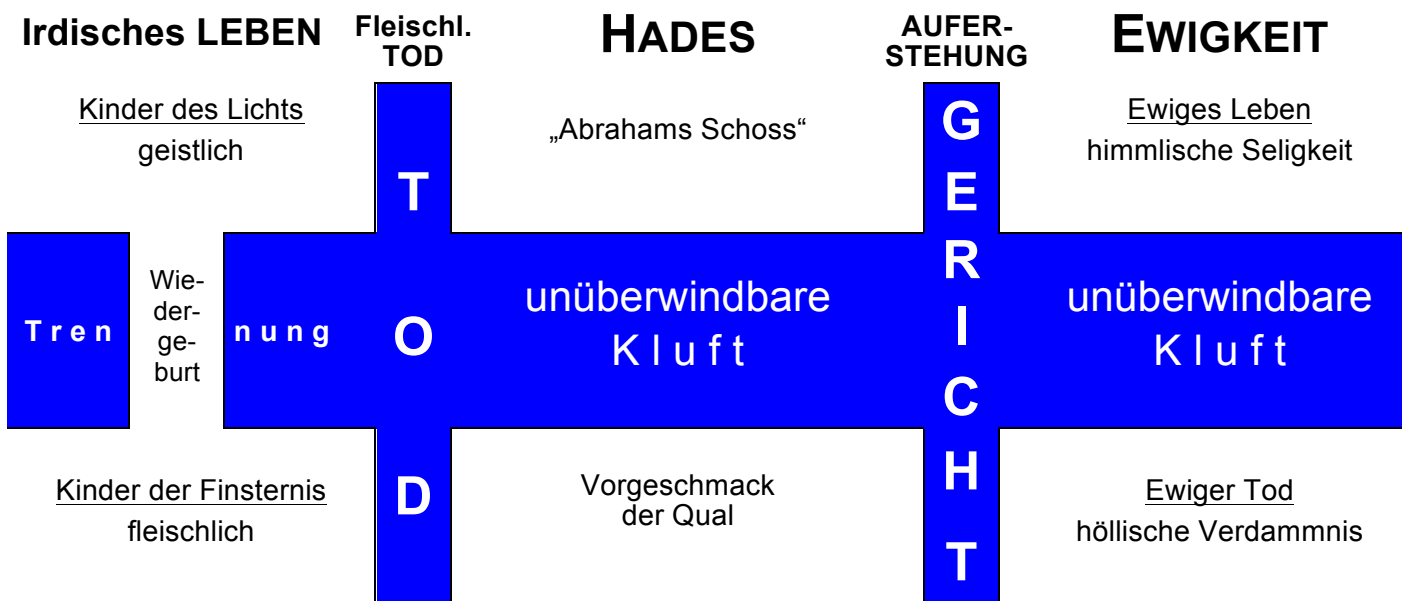 Irdisches LEBEN
Fleischl.
TOD
HADES
AUFER-
STEHUNG
EWIGKEIT
Kinder des Lichts
geistlich
„Abrahams Schoss“
Ewiges Leben
himmlische Seligkeit
T r e n
Wie-
der-
ge-
burt
n u n g
T
O
D
unüberwindbare
K l u f t
G
E
R
I
C
H
T
unüberwindbare
K l u f t
Kinder der Finsternis
fleischlich
Vorgeschmack
der Qual
Ewiger Tod
höllische Verdammnis